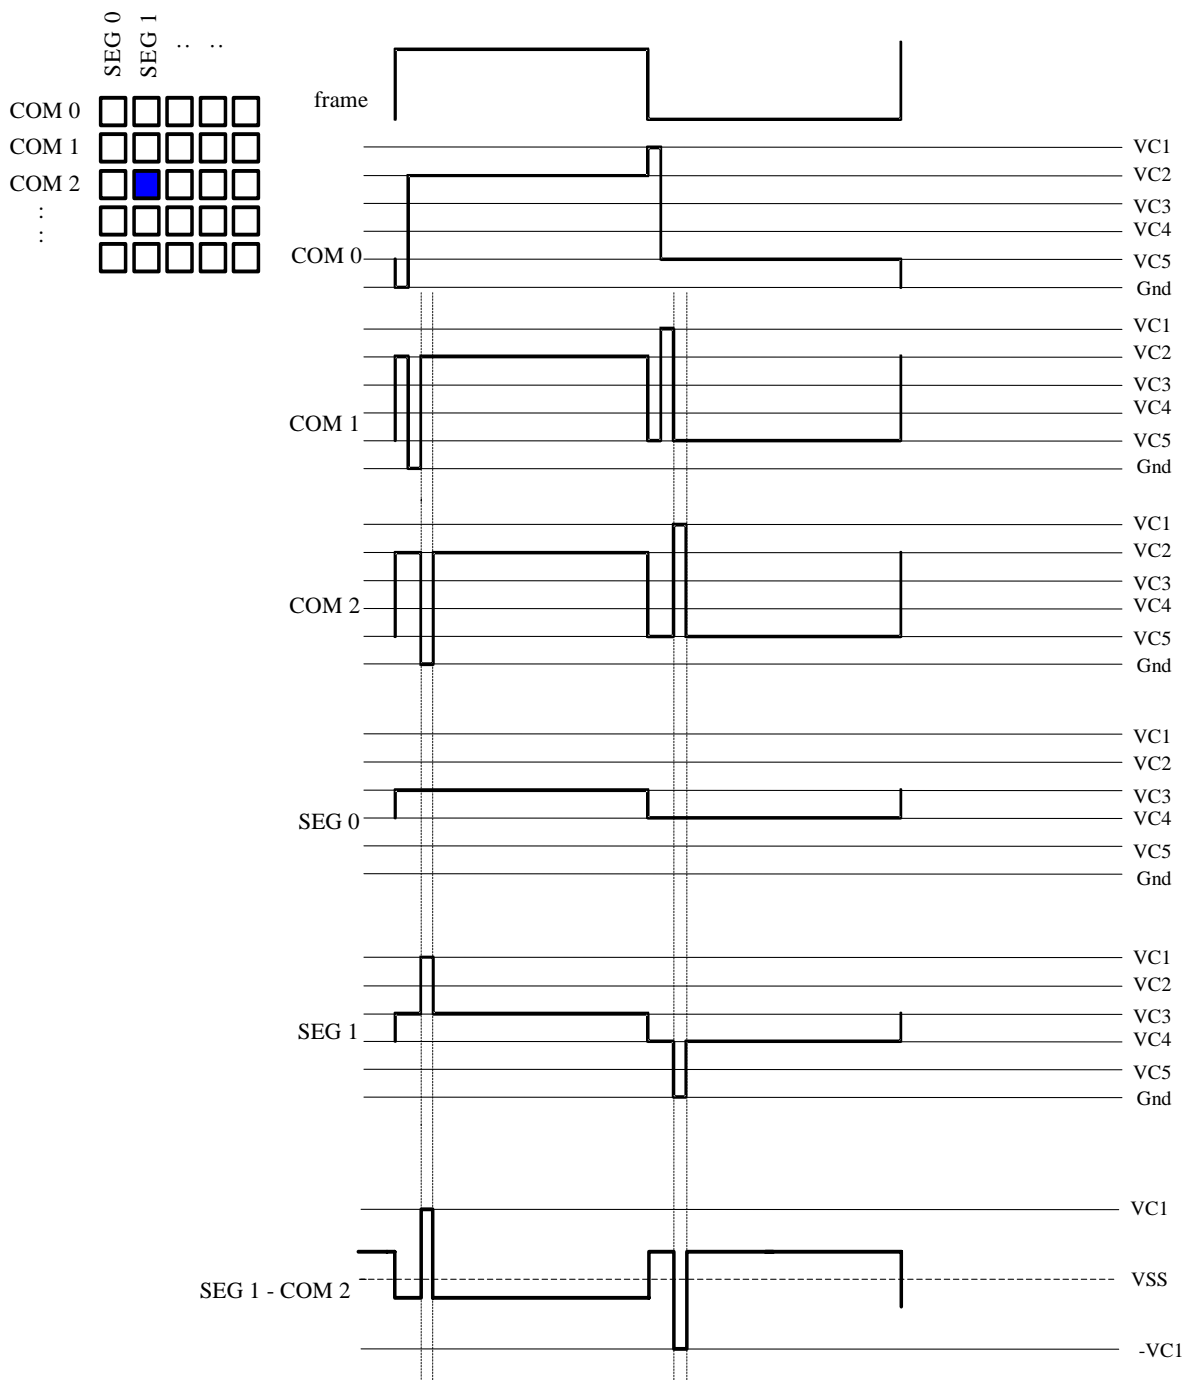 SEG 0
SEG 1
..
..
COM 0
COM 1
COM 2
. . . .
frame
VC1
VC2
VC3
VC4
COM 0
VC5
Gnd
VC1
VC2
VC3
VC4
COM 1
VC5
Gnd
VC1
VC2
VC3
COM 2
VC4
VC5
Gnd
VC1
VC2
VC3
SEG 0
VC4
VC5
Gnd
VC1
VC2
VC3
SEG 1
VC4
VC5
Gnd
VC1
VSS
SEG 1 - COM 2
-VC1